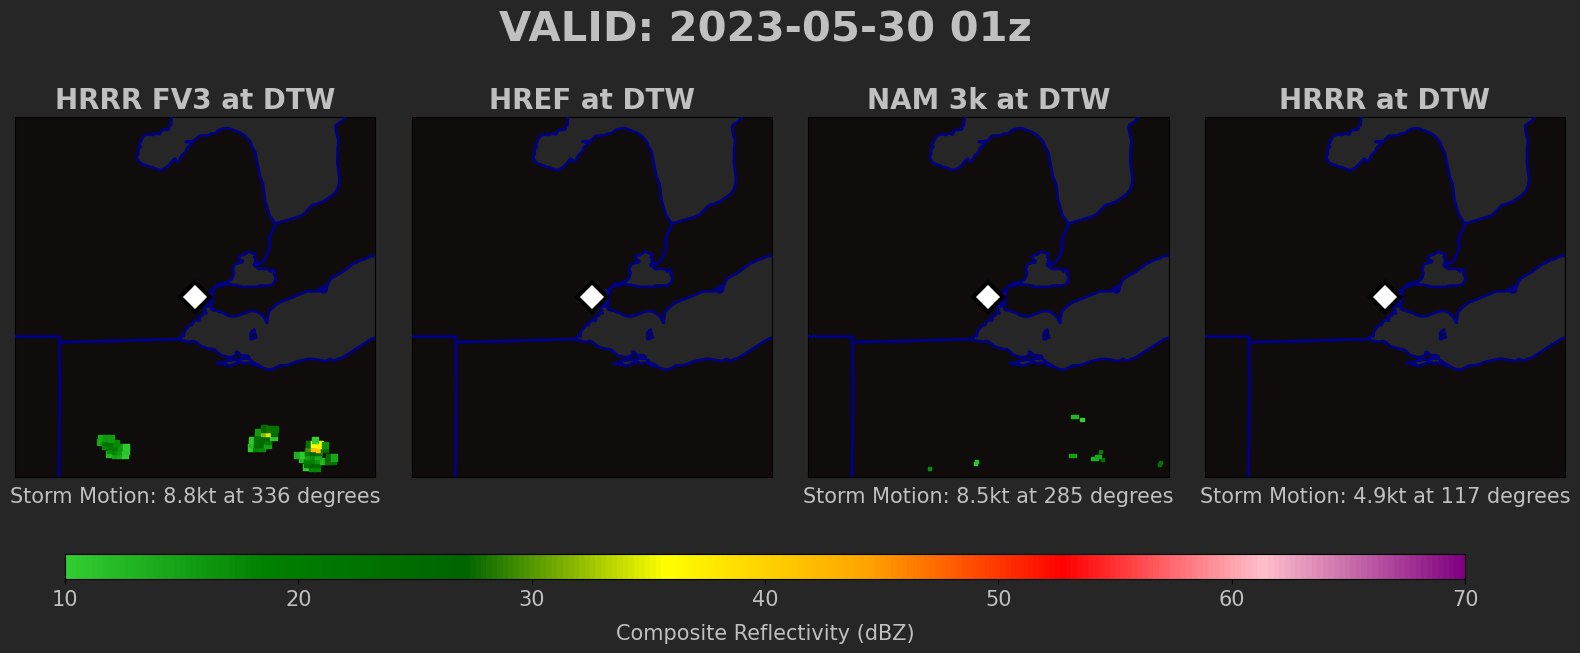 VALID: 2023-05-30 01z
HRRR FV3 at DTW
HREF at DTW
NAM 3k at DTW
HRRR at DTW
Storm Motion: 8.8kt at 336 degrees
Storm Motion: 8.5kt at 285 degrees
Storm Motion: 4.9kt at 117 degrees
10 20 30 40 50 60 70
Composite Reflectivity (dBZ)